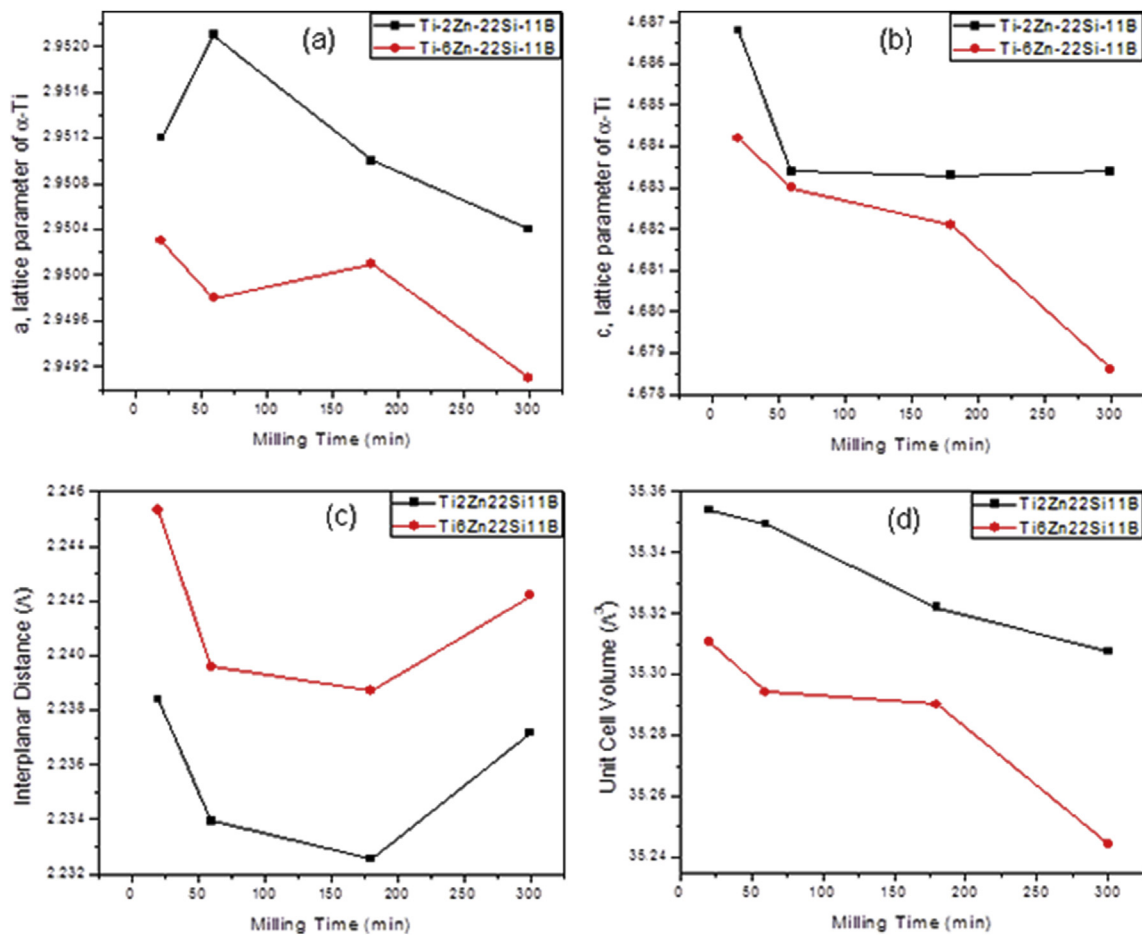 (a)
Ti-2Zn-22Si-11B
Ti-6Zn-22Si-11B
a, lattice parameter of α-Ti
2.9520
2.9516
2.9512
2.9508
2.9504
2.9500
2.9496
2.9492
0 50 100 150 200 250 300
Milling Time (min)
(b)
Ti-2Zn-22Si-11B
Ti-6Zn-22Si-11B
c, lattice parameter of α-Ti
4.687
4.686
4.685
4.684
4.683
4.682
4.681
4.680
4.679
4.678
0 50 100 150 200 250 300
Milling Time (min)
(c)
Ti2Zn22Si11B
Ti6Zn22Si11B
Interplanar Distance (Λ)
2.246
2.244
2.242
2.240
2.238
2.236
2.234
2.232
0 50 100 150 200 250 300
Milling Time (min)
(d)
Ti2Zn22Si11B
Ti6Zn22Si11B
Unit Cell Volume (Λ³)
35.36
35.34
35.32
35.30
35.28
35.26
35.24
0 50 100 150 200 250 300
Milling Time (min)